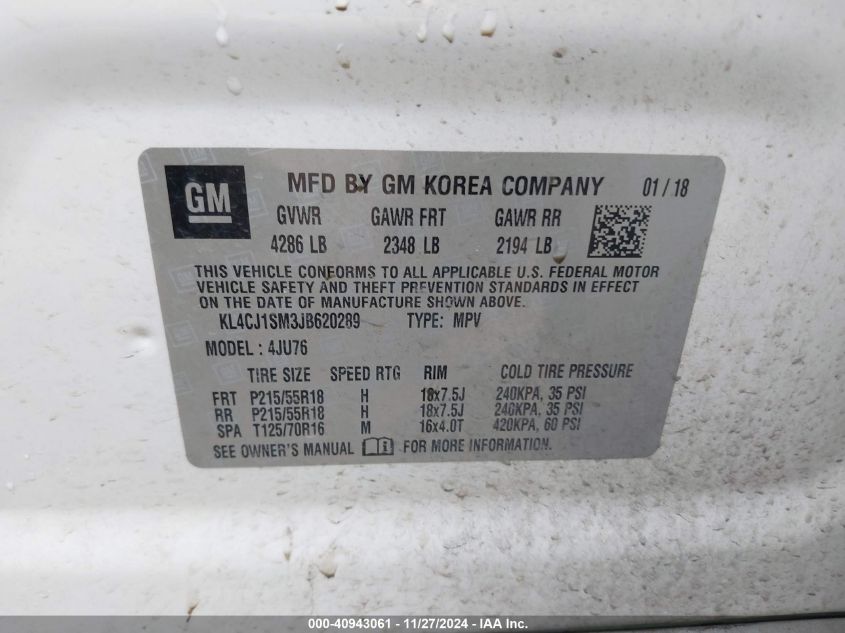 GM MFD BY GM KOREA COMPANY 01/18
GVWR GAWR FRT GAWR RR
4286 LB 2348 LB 2194 LB
THIS VEHICLE CONFORMS TO ALL APPLICABLE U.S. FEDERAL MOTOR
VEHICLE SAFETY AND THEFT PREVENTION STANDARDS IN EFFECT
ON THE DATE OF MANUFACTURE SHOWN ABOVE.
KL4CJ1SM3JB620289 TYPE: MPV
MODEL : 4JU76
TIRE SIZE SPEED RTG RIM COLD TIRE PRESSURE
FRT P215/55R18 H 18x7.5J 240KPA, 35 PSI
RR P215/55R18 H 18x7.5J 240KPA, 35 PSI
SPA T125/70R16 M 16x4.0T 420KPA, 60 PSI
SEE OWNER'S MANUAL FOR MORE INFORMATION.
000-40943061 - 11/27/2024 - IAA Inc.